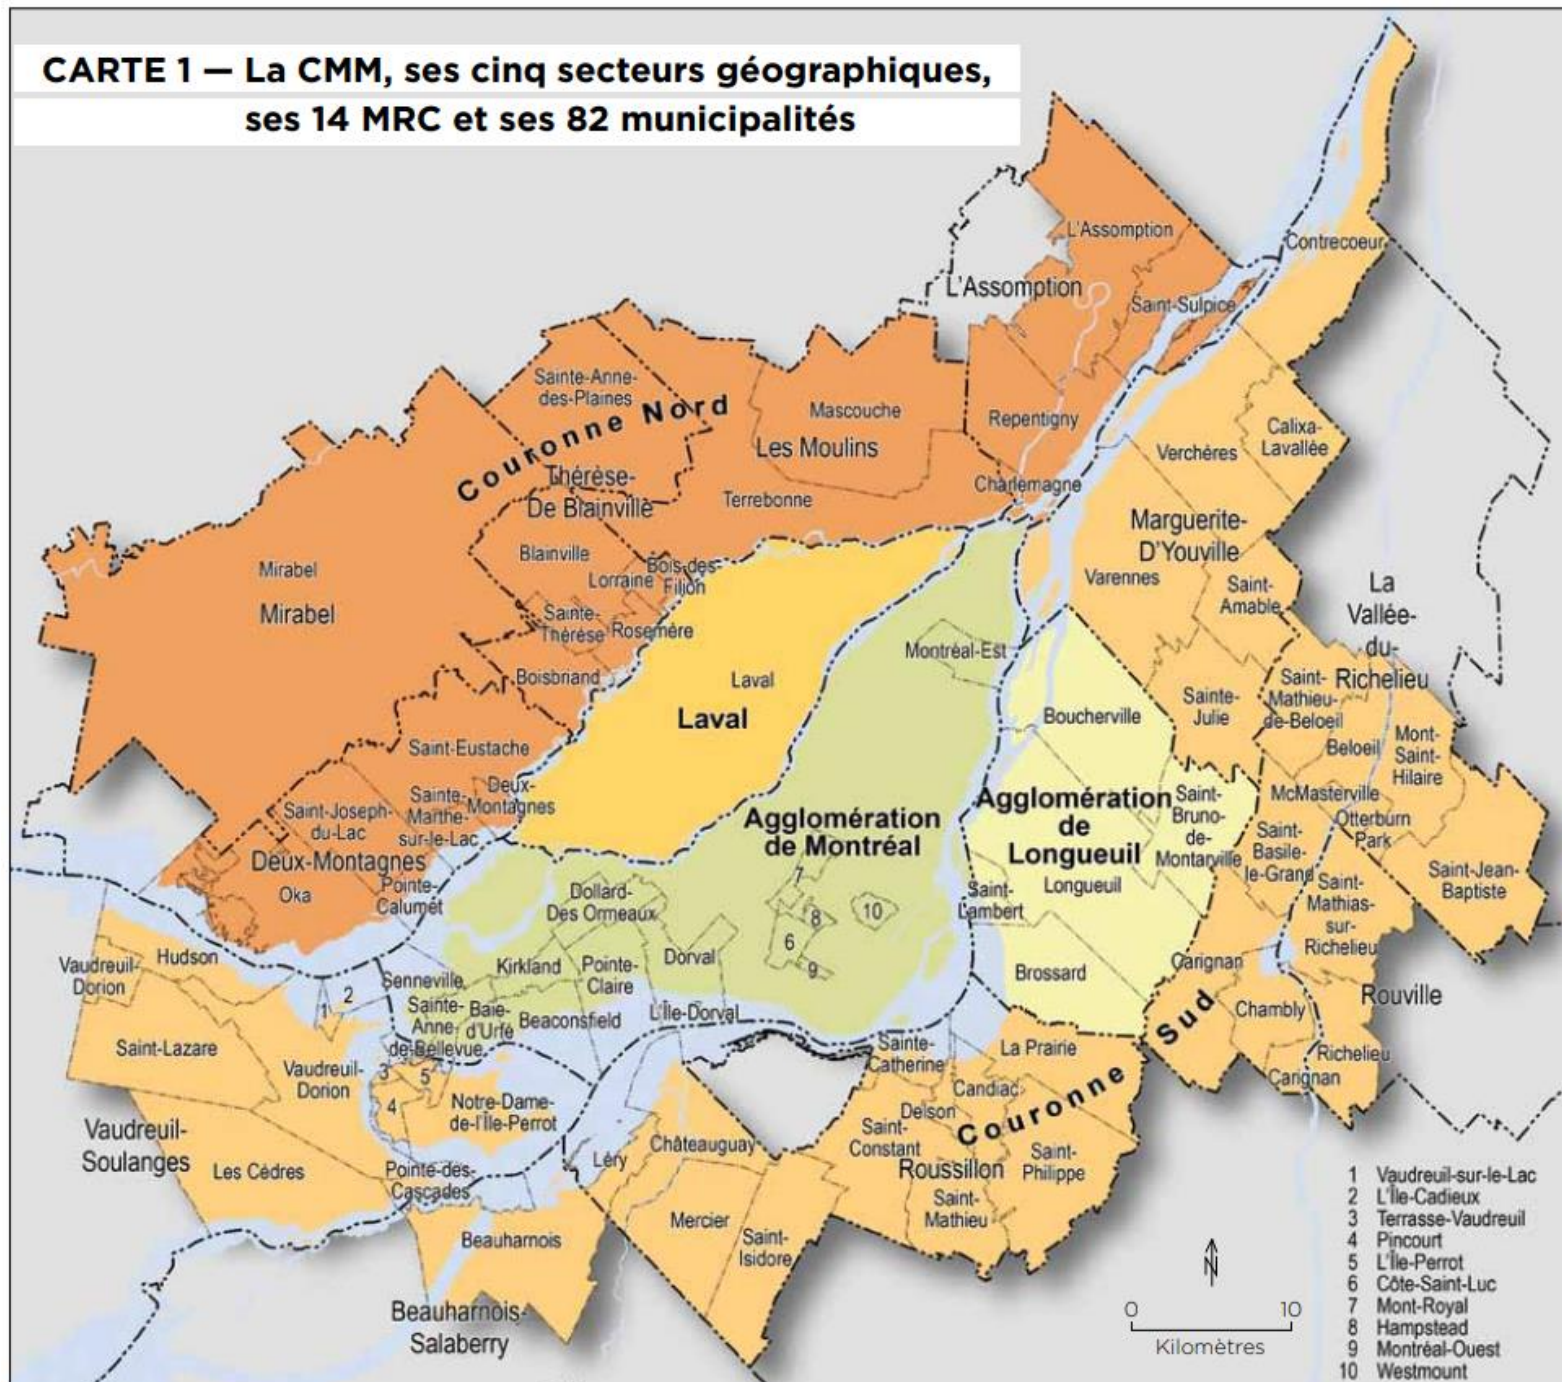 CARTE 1 — La CMM, ses cinq secteurs géographiques,
ses 14 MRC et ses 82 municipalités
Contrecoeur
L'Assomption
L'Assomption
Saint-Sulpice
Sainte-Anne-
des-Plaines
Couronne Nord
Mascouche
Les Moulins
Repentigny
Calixa-
Lavallée
Verchères
Thérèse-
De Blainville
Terrebonne
Charlemagne
Marguerite-
D'Youville
Mirabel
Mirabel
Blainville
Lorraine
Bois-des-
Filion
Varennes
Saint-
Amable
La
Vallée-
du-
Richelieu
Sainte-
Thérèse
Rosemère
Montréal-Est
Boisbriand
Laval
Laval
Boucherville
Sainte-
Julie
Saint-
Mathieu-
de-Beloeil
Beloeil
Mont-
Saint-
Hilaire
Saint-Eustache
Deux-
Montagnes
Sainte-
Marthe-
sur-le-Lac
Saint-Joseph-
du-Lac
Deux-Montagnes
Oka
Pointe-
Calumet
Agglomération
de Montréal
Agglomération
de
Longueuil
Longueuil
Saint-
Bruno-
de-
Montarville
McMasterville
Otterburn
Park
Saint-
Basile-
le-Grand
Saint-Jean-
Baptiste
Saint-
Mathias-
sur-
Richelieu
Dollard-
Des Ormeaux
7
8
10
6
9
Saint-
Lambert
Hudson
Vaudreuil-
Dorion
Senneville
Kirkland
Pointe-
Claire
Dorval
Brossard
Carignan
Rouville
1
2
Sainte-
Anne-
de-Bellevue
Baie-
d'Urfé
Beaconsfield
L'Île-Dorval
Chambly
Sud
Saint-Lazare
Vaudreuil-
Dorion
3
5
4
Notre-Dame-
de-l'Île-Perrot
Sainte-
Catherine
La Prairie
Richelieu
Carignan
Candiac
Delson
Couronne
Saint-
Constant
Roussillon
Saint-
Philippe
Saint-
Mathieu
Vaudreuil-
Soulanges
Les Cèdres
Pointe-des-
Cascades
Léry
Châteauguay
Mercier
Saint-
Isidore
Beauharnois
Beauharnois-
Salaberry
N
0 10
Kilomètres
1 Vaudreuil-sur-le-Lac
2 L'Île-Cadieux
3 Terrasse-Vaudreuil
4 Pincourt
5 L'Île-Perrot
6 Côte-Saint-Luc
7 Mont-Royal
8 Hampstead
9 Montréal-Ouest
10 Westmount